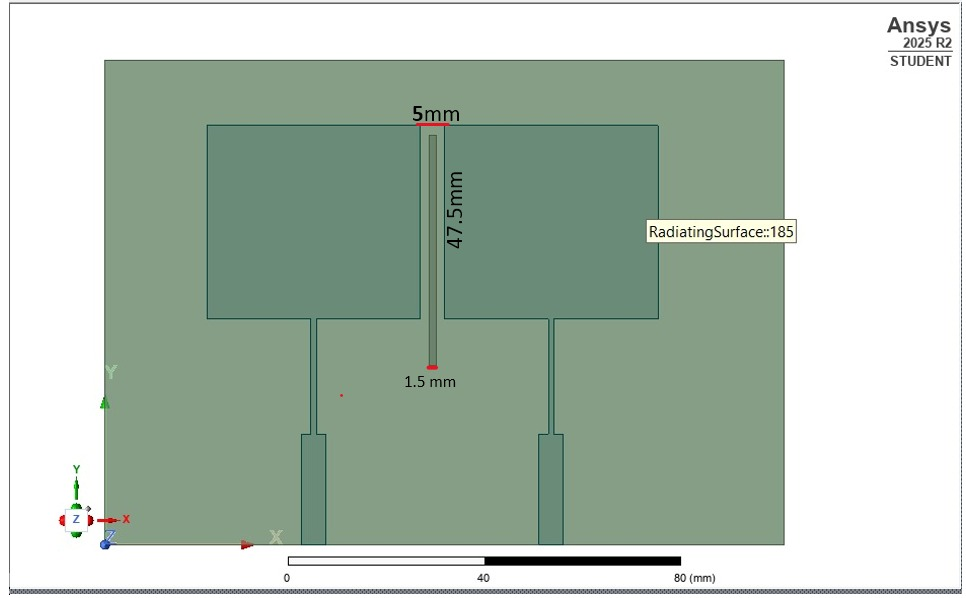 Ansys
2025 R2
STUDENT
5mm
47.5mm
RadiatingSurface::185
1.5 mm
Y
Y
Z
X
Z
X
0
40
80 (mm)